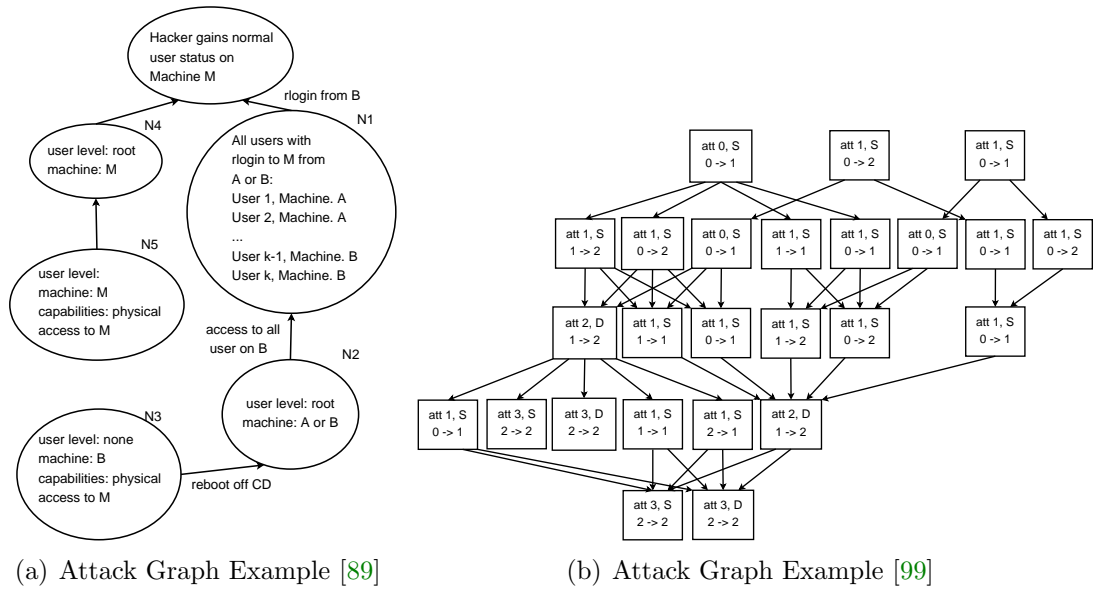 Hacker gains normal
user status on
Machine M
rlogin from B
N4
N1
user level: root
machine: M
All users with
rlogin to M from
A or B:
User 1, Machine. A
User 2, Machine. A
...
User k-1, Machine. B
User k, Machine. B
N5
user level:
machine: M
capabilities: physical
access to M
access to all
user on B
N2
user level: root
machine: A or B
N3
user level: none
machine: B
capabilities: physical
access to M
reboot off CD
(a) Attack Graph Example [89]
att 0, S
0 -> 1
att 1, S
0 -> 2
att 1, S
0 -> 1
att 1, S
1 -> 2
att 1, S
0 -> 2
att 0, S
0 -> 1
att 1, S
1 -> 1
att 1, S
0 -> 1
att 0, S
0 -> 1
att 1, S
0 -> 1
att 1, S
0 -> 2
att 2, D
1 -> 2
att 1, S
1 -> 1
att 1, S
0 -> 1
att 1, S
1 -> 2
att 1, S
0 -> 2
att 1, S
0 -> 1
att 1, S
0 -> 1
att 3, S
2 -> 2
att 3, D
2 -> 2
att 1, S
1 -> 1
att 1, S
2 -> 1
att 2, D
1 -> 2
att 3, S
2 -> 2
att 3, D
2 -> 2
(b) Attack Graph Example [99]